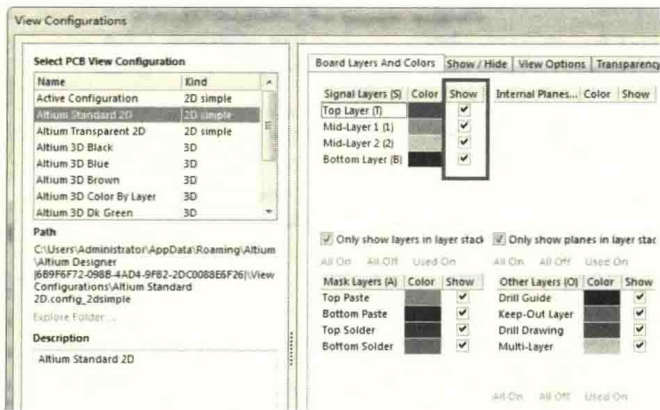 View Configurations
Select PCB View Configuration
Name Kind
Active Configuration 2D simple
Altium Standard 2D 2D simple
Altium Transparent 2D 2D simple
Altium 3D Black 3D
Altium 3D Blue 3D
Altium 3D Brown 3D
Altium 3D Color By Layer 3D
Altium 3D Dk Green 3D
Path
C:\Users\Administrator\AppData\Roaming\Altium
\Altium Designer
{6B9F6F72-098B-4AD4-9F82-2DC0088E6F26}\View
Configurations\Altium Standard
2D.config_2dsimple
Explore Folder...
Description
Altium Standard 2D
Board Layers And Colors Show / Hide View Options Transparency
Signal Layers (S) Color Show Internal Planes... Color Show
Top Layer (T)
Mid-Layer 1 (1)
Mid-Layer 2 (2)
Bottom Layer (B)
Only show layers in layer stack Only show planes in layer stac
All On All Off Used On All On All Off Used On
Mask Layers (A) Color Show Other Layers (O) Color Show
Top Paste Drill Guide
Bottom Paste Keep-Out Layer
Top Solder Drill Drawing
Bottom Solder Multi-Layer
All On All Off Used On